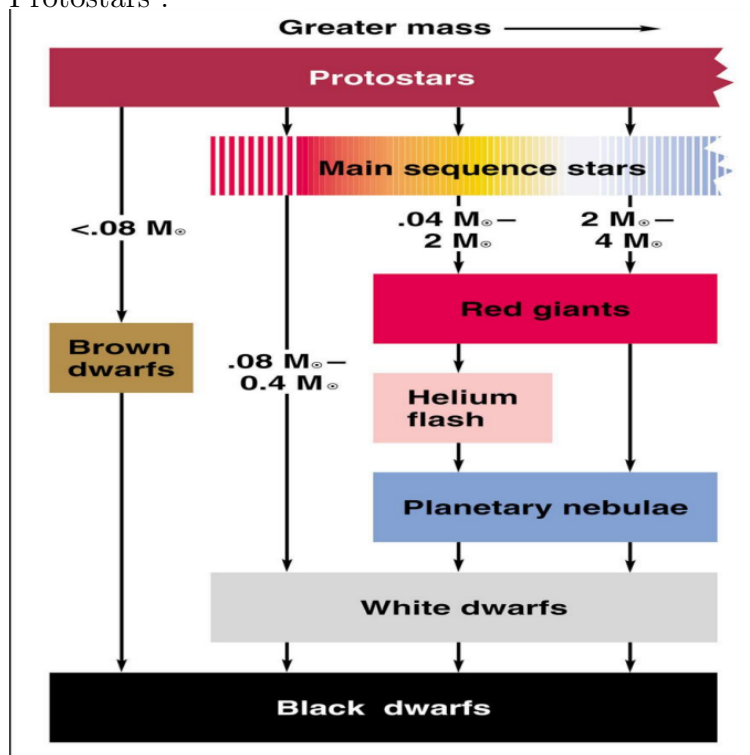 Protostars .
Greater mass
Protostars
Main sequence stars
<.08 M☉
.04 M☉–
2 M☉
2 M☉–
4 M☉
Red giants
Brown
dwarfs
.08 M☉–
0.4 M☉
Helium
flash
Planetary nebulae
White dwarfs
Black dwarfs